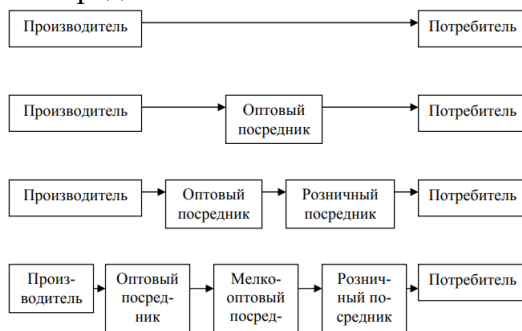 Производитель Потребитель
Производитель Оптовый Потребитель
посредник
Производитель Оптовый Розничный Потребитель
посредник посредник
Произ- Оптовый Мелко- Рознич- Потребитель
водитель посред- оптовый ный по-
ник посред- средник